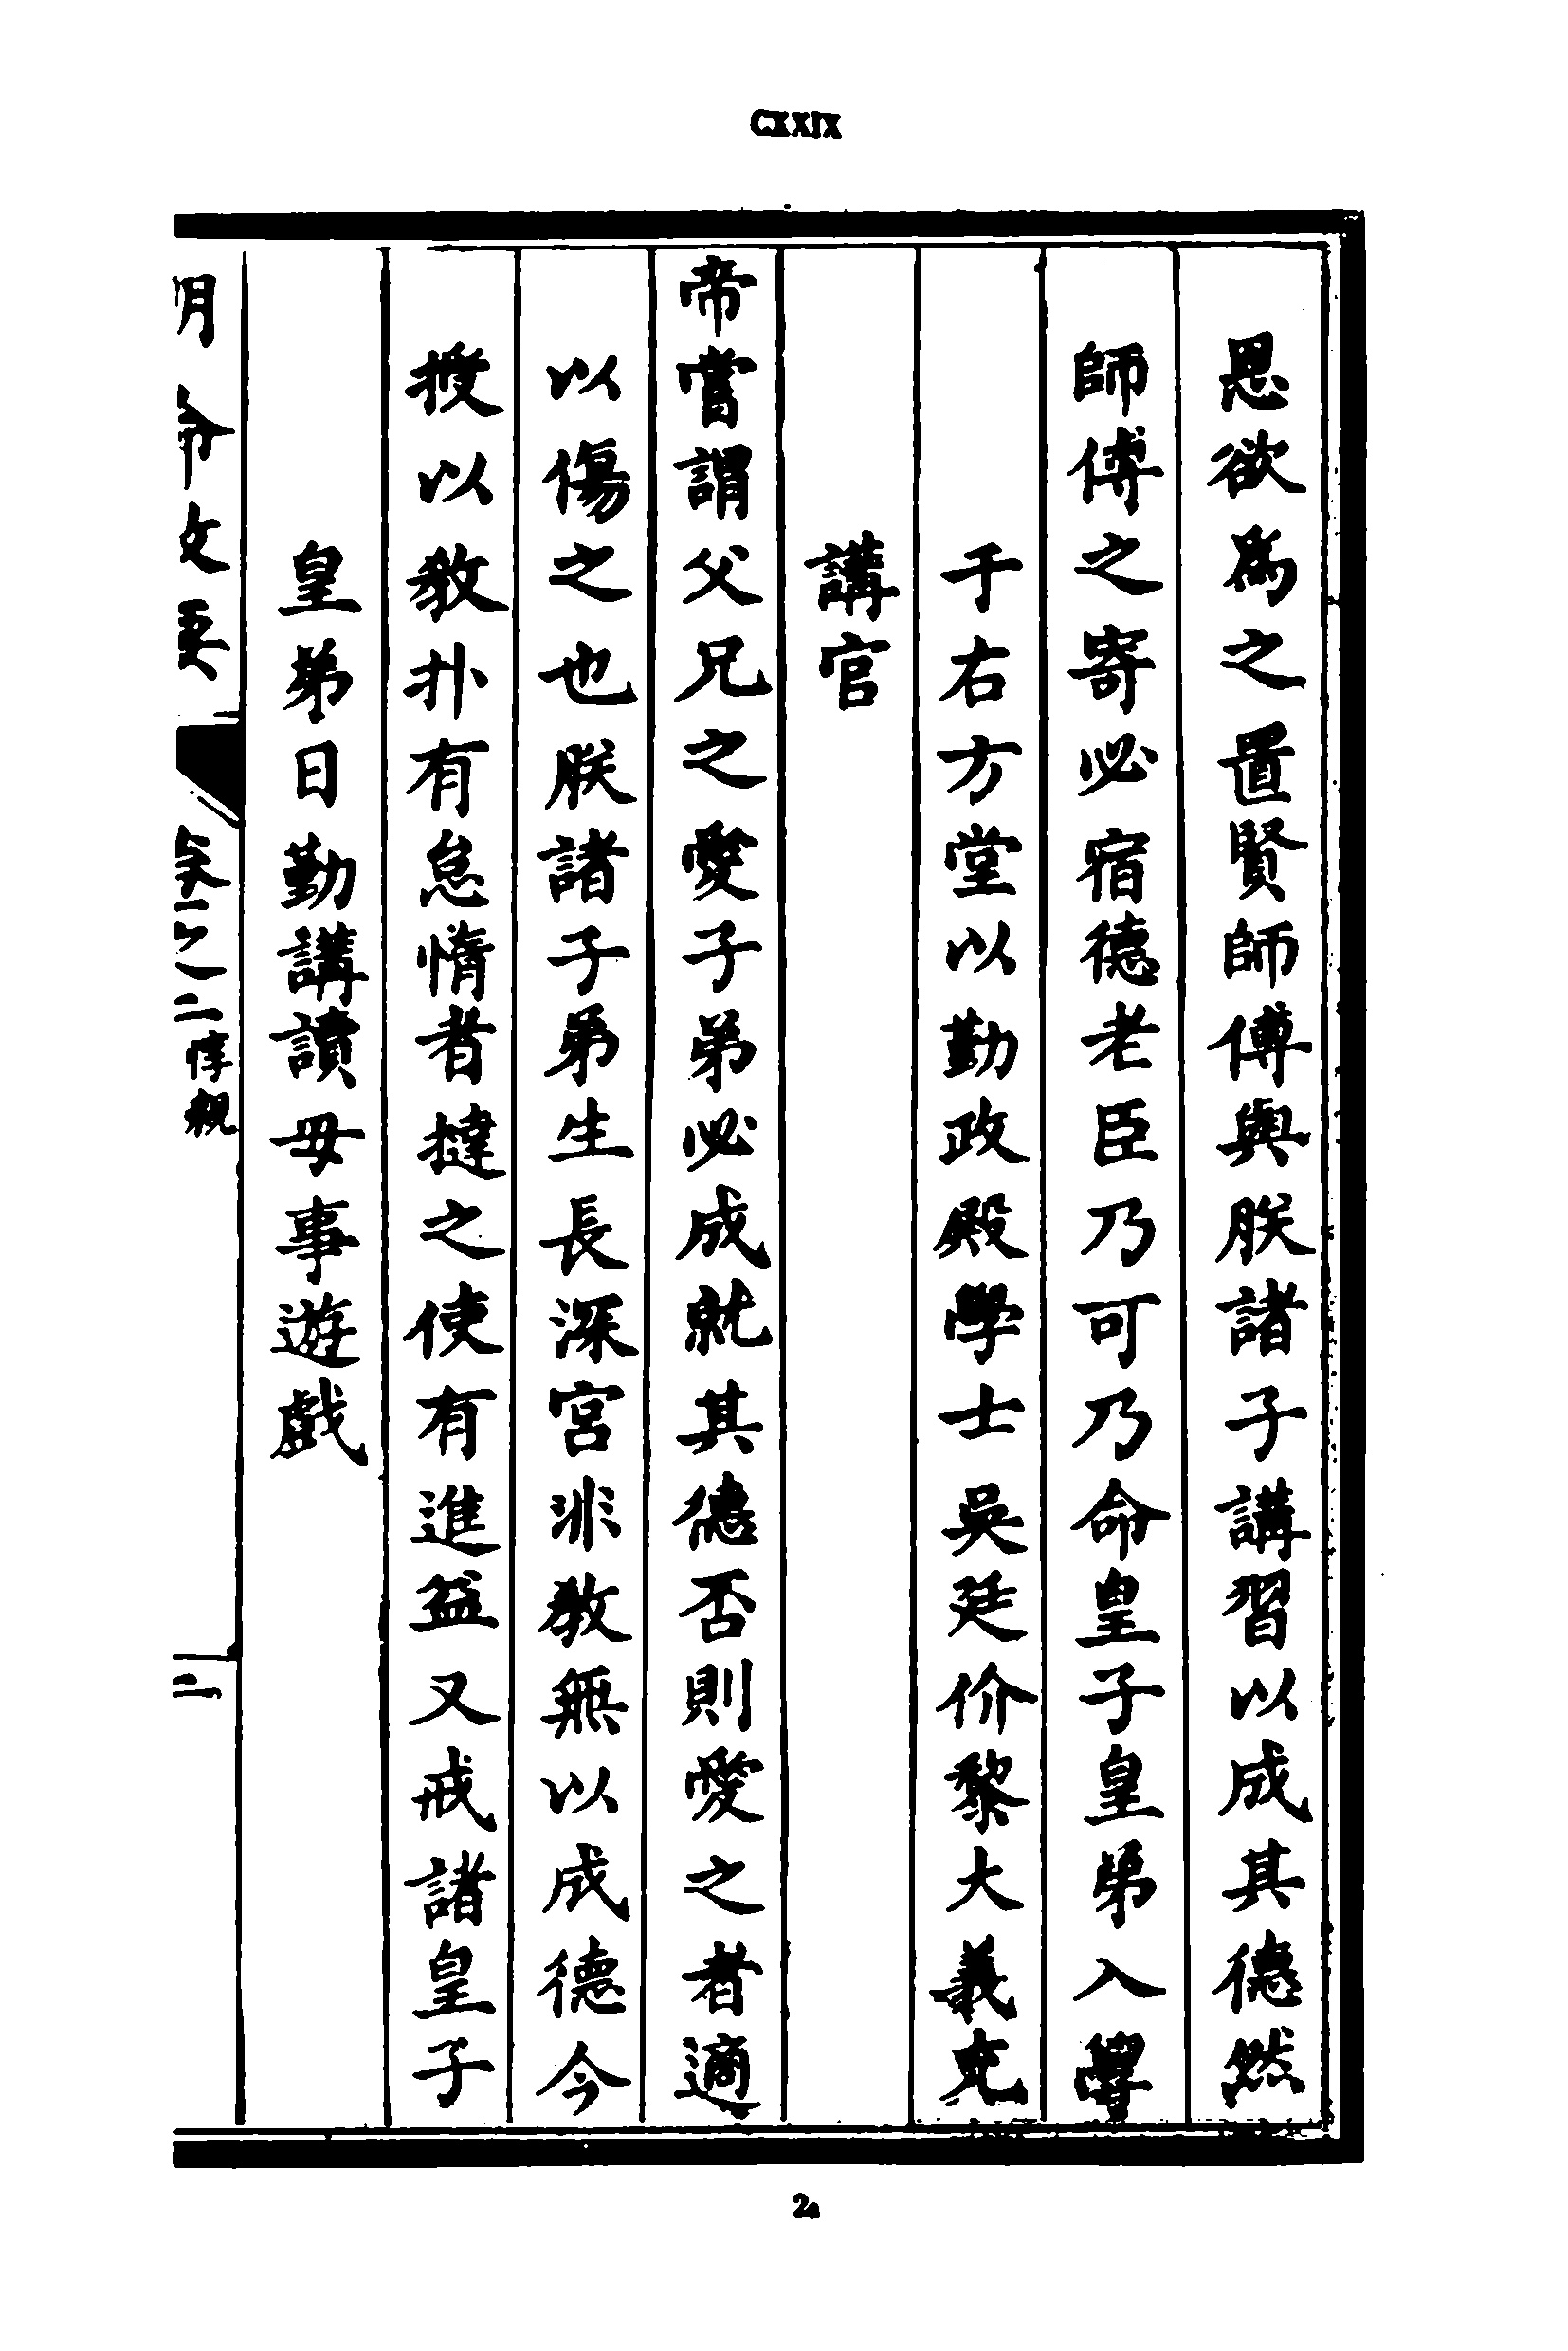 CXXIX
思欲為之置賢師傅與朕諸子講習以成其德然
師傅之寄必宿德老臣乃可乃命皇子皇弟入學
于右方堂以勤政殿學士吳廷价黎大義充
講官
帝嘗謂父兄之愛子弟必成就其德否則愛之者適
以傷之也朕諸子弟生長深宮非教無以成德今
授以教扑有怠惰者撻之使有進益又戒諸皇子
皇弟日勤講讀毋事遊戲
明命政要 卷之二 惇親 二
2a